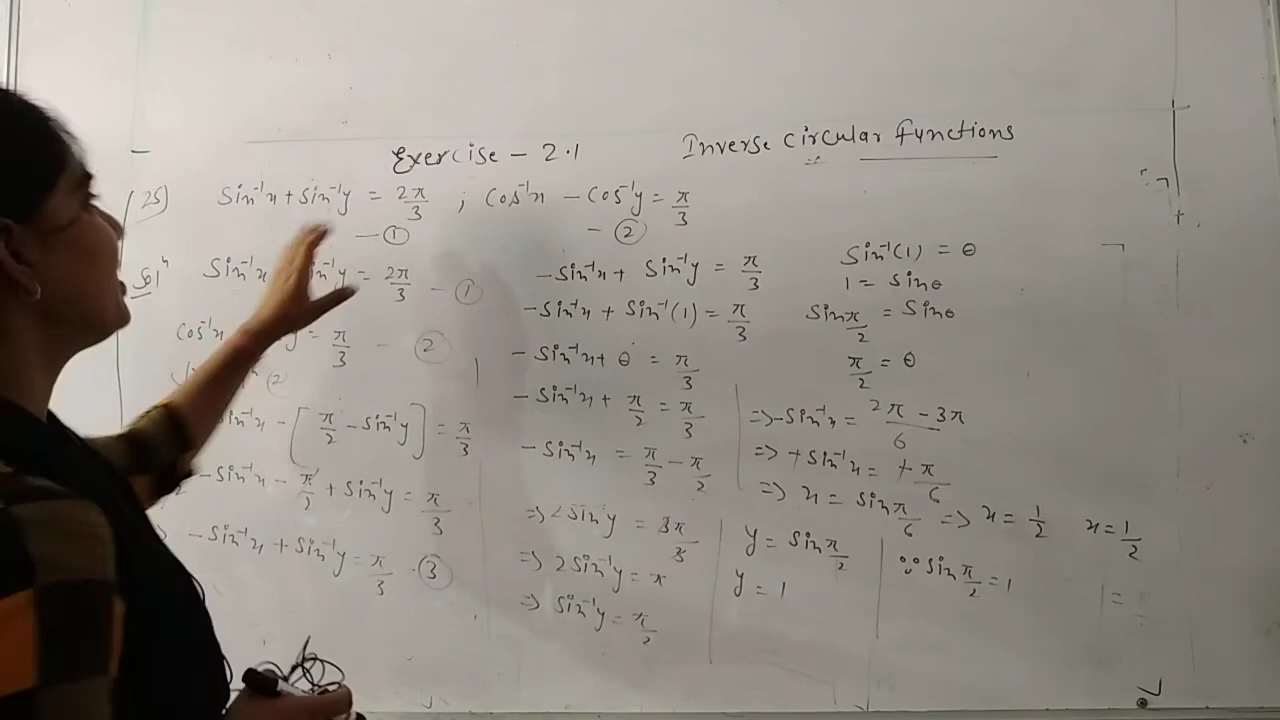 Exercise - 2.1
Inverse circular functions
25) Sin⁻¹x + Sin⁻¹y = 2π/3 ; Cos⁻¹x - Cos⁻¹y = π/3
- ① - ②
Solⁿ Sin⁻¹x Sin⁻¹y = 2π/3 - ①
Cos⁻¹x y = π/3 - ②
②
Sin⁻¹x - [π/2 - Sin⁻¹y] = π/3
- Sin⁻¹x - π/2 + Sin⁻¹y = π/3
- Sin⁻¹x + Sin⁻¹y = π/3 - ③
- Sin⁻¹x + Sin⁻¹y = π/3
- Sin⁻¹x + Sin⁻¹(1) = π/3
- Sin⁻¹x + θ = π/3
- Sin⁻¹x + π/2 = π/3
- Sin⁻¹x = π/3 - π/2
=> 2Sin⁻¹y = 3π/3
=> 2Sin⁻¹y = π
=> Sin⁻¹y = π/2
Sin⁻¹(1) = θ
1 = Sinθ
Sin π/2 = Sinθ
π/2 = θ
=> - Sin⁻¹x = 2π - 3π/6
=> + Sin⁻¹x = + π/6
=> x = Sin π/6 => x = 1/2 x = 1/2
y = Sin π/2
y = 1
∵ Sin π/2 = 1